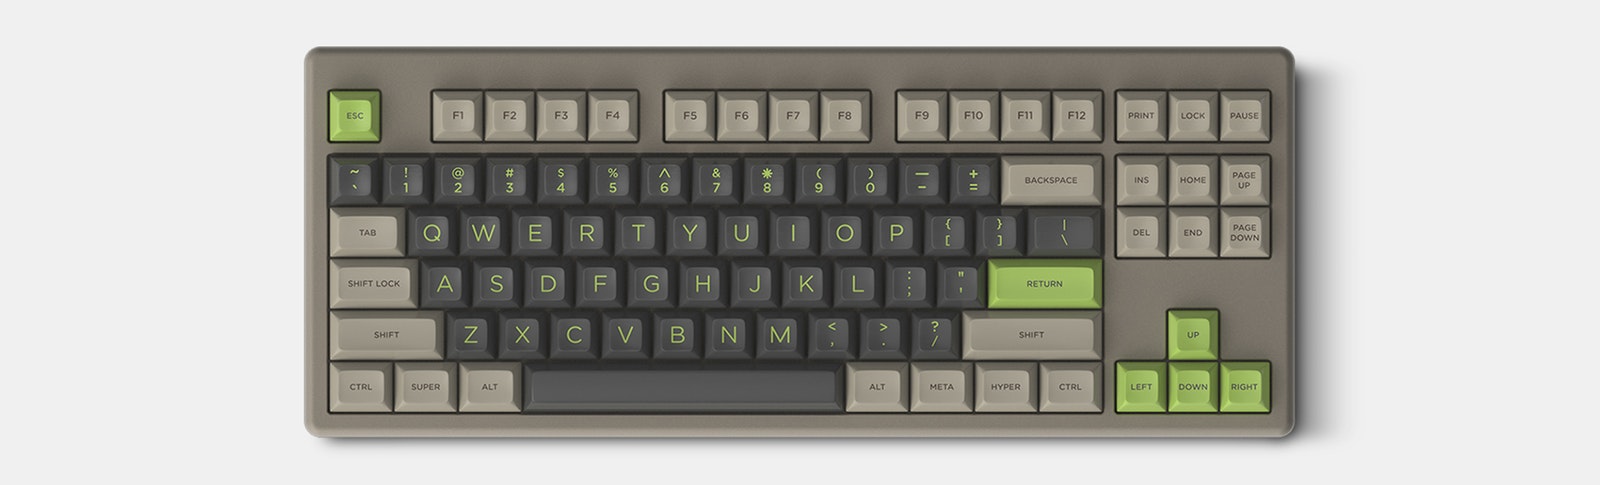 ESC F1 F2 F3 F4 F5 F6 F7 F8 F9 F10 F11 F12 PRINT LOCK PAUSE
~ ! @ # $ % ^ & * ( ) — + BACKSPACE INS HOME PAGE UP
` 1 2 3 4 5 6 7 8 9 0 - =
TAB Q W E R T Y U I O P { } | DEL END PAGE DOWN
[ ] \
SHIFT LOCK A S D F G H J K L : " RETURN
; '
SHIFT Z X C V B N M < > ? SHIFT UP
, . /
CTRL SUPER ALT ALT META HYPER CTRL LEFT DOWN RIGHT